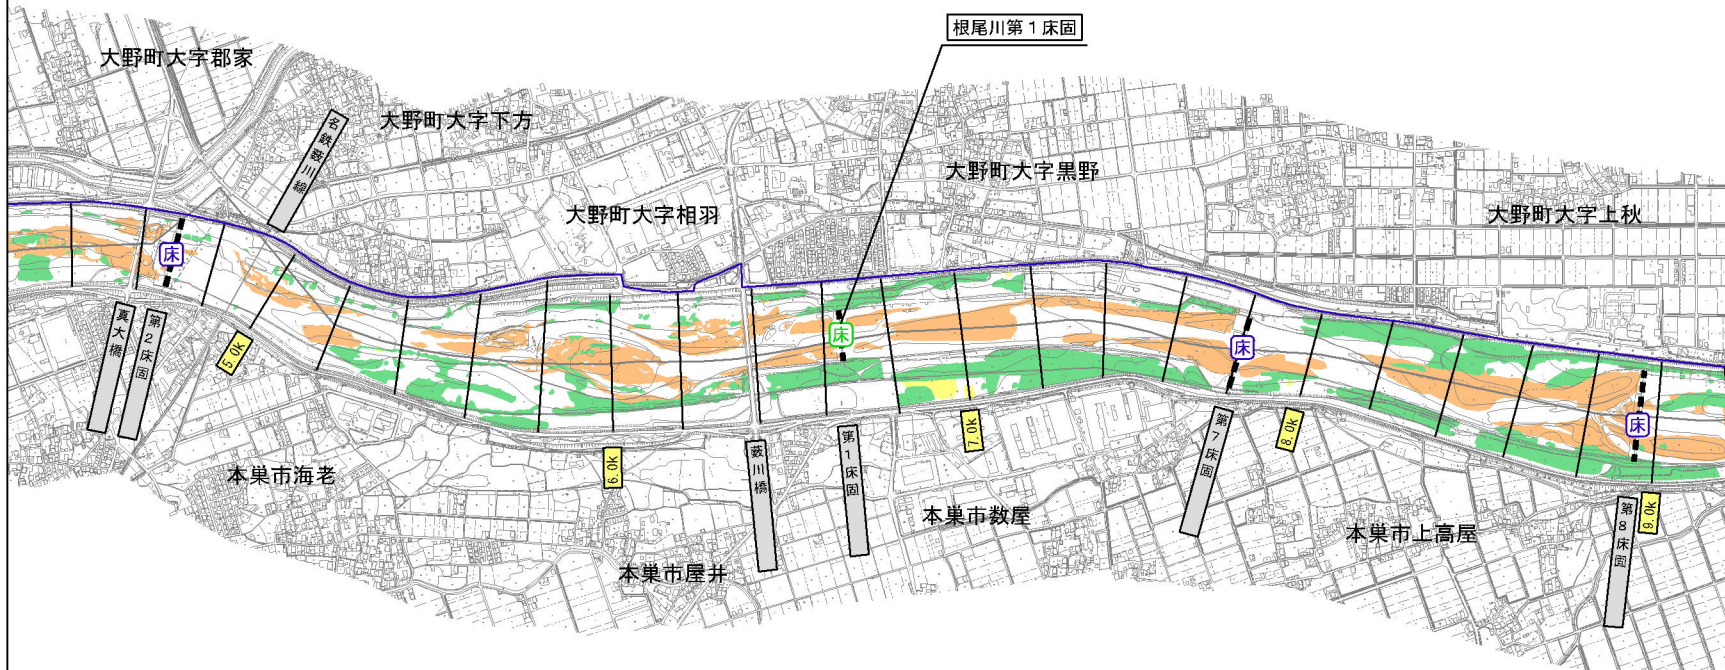 根尾川第1床固
大野町大字郡家
名鉄薮川線
大野町大字下方
大野町大字黒野
大野町大字相羽
大野町大字上秋
床
床
床
床
真大橋
第2床固
5.0K
6.0K
薮川橋
第1床固
7.0K
第7床固
8.0K
第8床固
9.0K
本巣市海老
本巣市屋井
本巣市数屋
本巣市上高屋